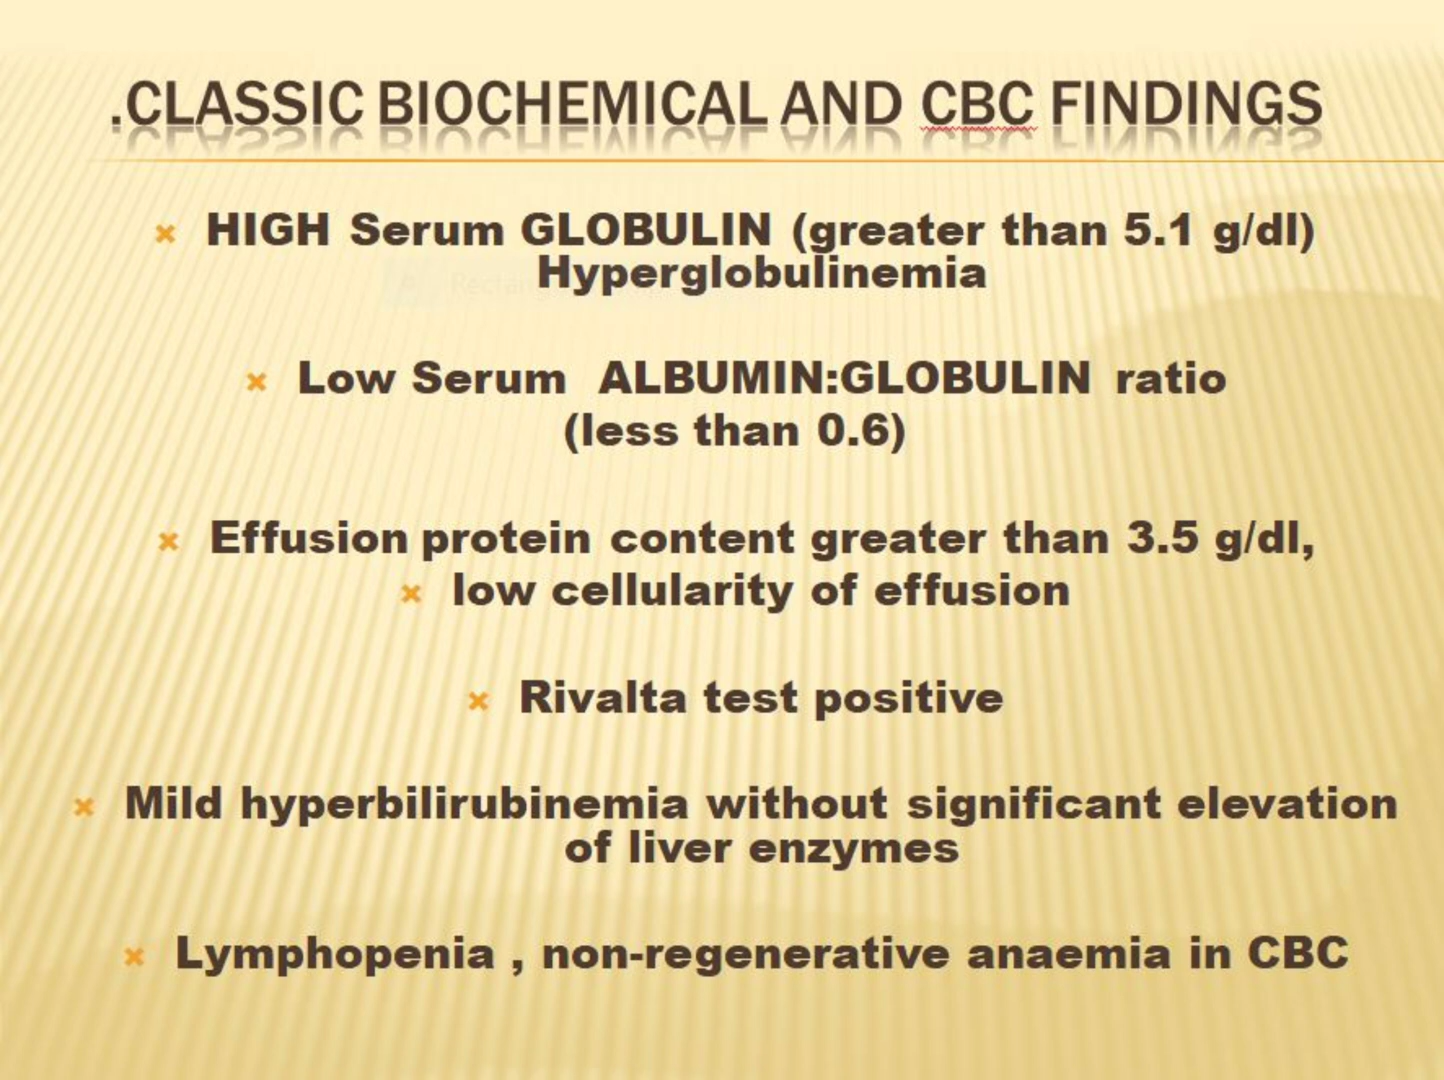 .CLASSIC BIOCHEMICAL AND CBC FINDINGS
× HIGH Serum GLOBULIN (greater than 5.1 g/dl)
Hyperglobulinemia
× Low Serum ALBUMIN:GLOBULIN ratio
(less than 0.6)
× Effusion protein content greater than 3.5 g/dl,
× low cellularity of effusion
× Rivalta test positive
× Mild hyperbilirubinemia without significant elevation
of liver enzymes
× Lymphopenia , non-regenerative anaemia in CBC